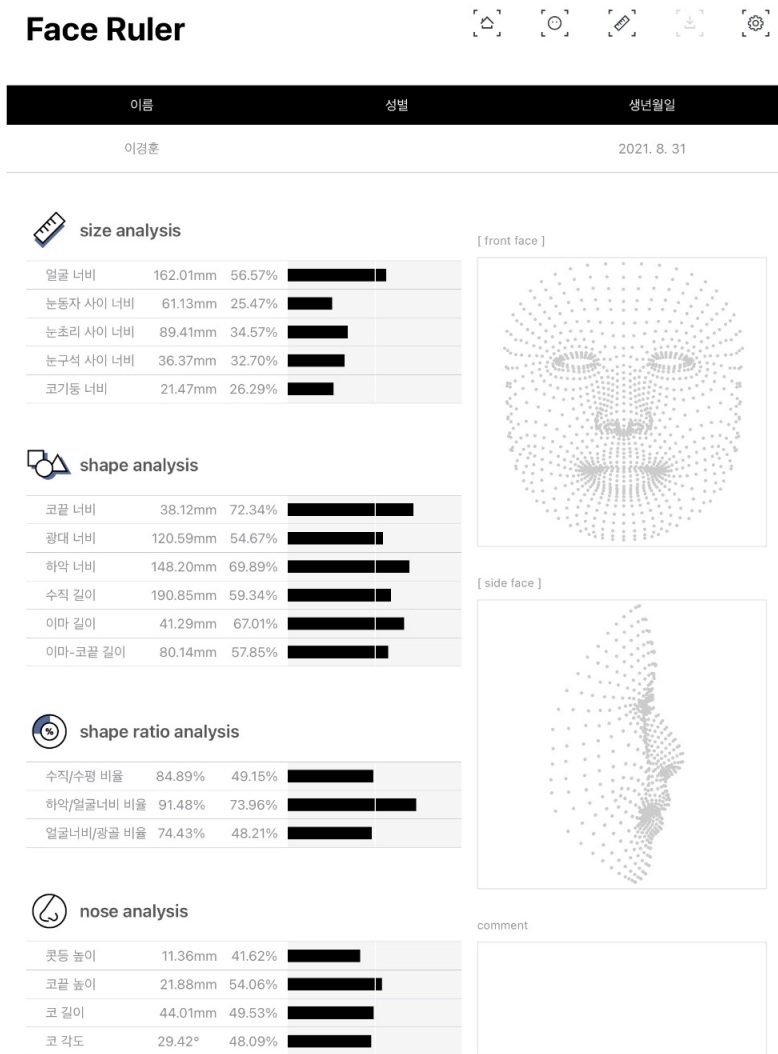 Face Ruler
이름 성별 생년월일
이경훈 2021. 8. 31
size analysis
얼굴 너비 162.01mm 56.57%
눈동자 사이 너비 61.13mm 25.47%
눈초리 사이 너비 89.41mm 34.57%
눈구석 사이 너비 36.37mm 32.70%
코기둥 너비 21.47mm 26.29%
shape analysis
코끝 너비 38.12mm 72.34%
광대 너비 120.59mm 54.67%
하악 너비 148.20mm 69.89%
수직 길이 190.85mm 59.34%
이마 길이 41.29mm 67.01%
이마-코끝 길이 80.14mm 57.85%
%
shape ratio analysis
수직/수평 비율 84.89% 49.15%
하악/얼굴너비 비율 91.48% 73.96%
얼굴너비/광골 비율 74.43% 48.21%
nose analysis
콧등 높이 11.36mm 41.62%
코끝 높이 21.88mm 54.06%
코 길이 44.01mm 49.53%
코 각도 29.42° 48.09%
[ front face ]
[ side face ]
comment